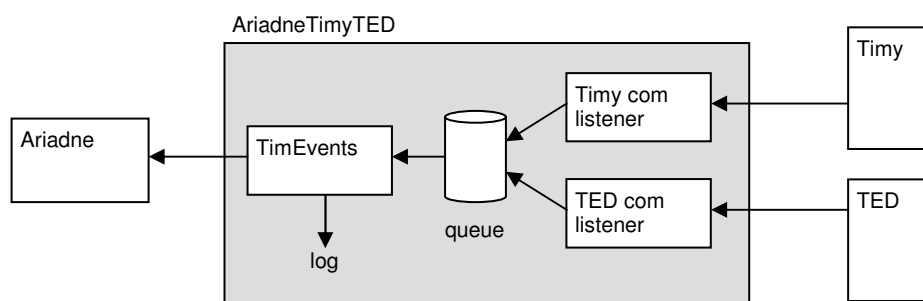 AriadneTimyTED
Timy
Timy com
listener
Ariadne
TimEvents
TED com
listener
TED
queue
log